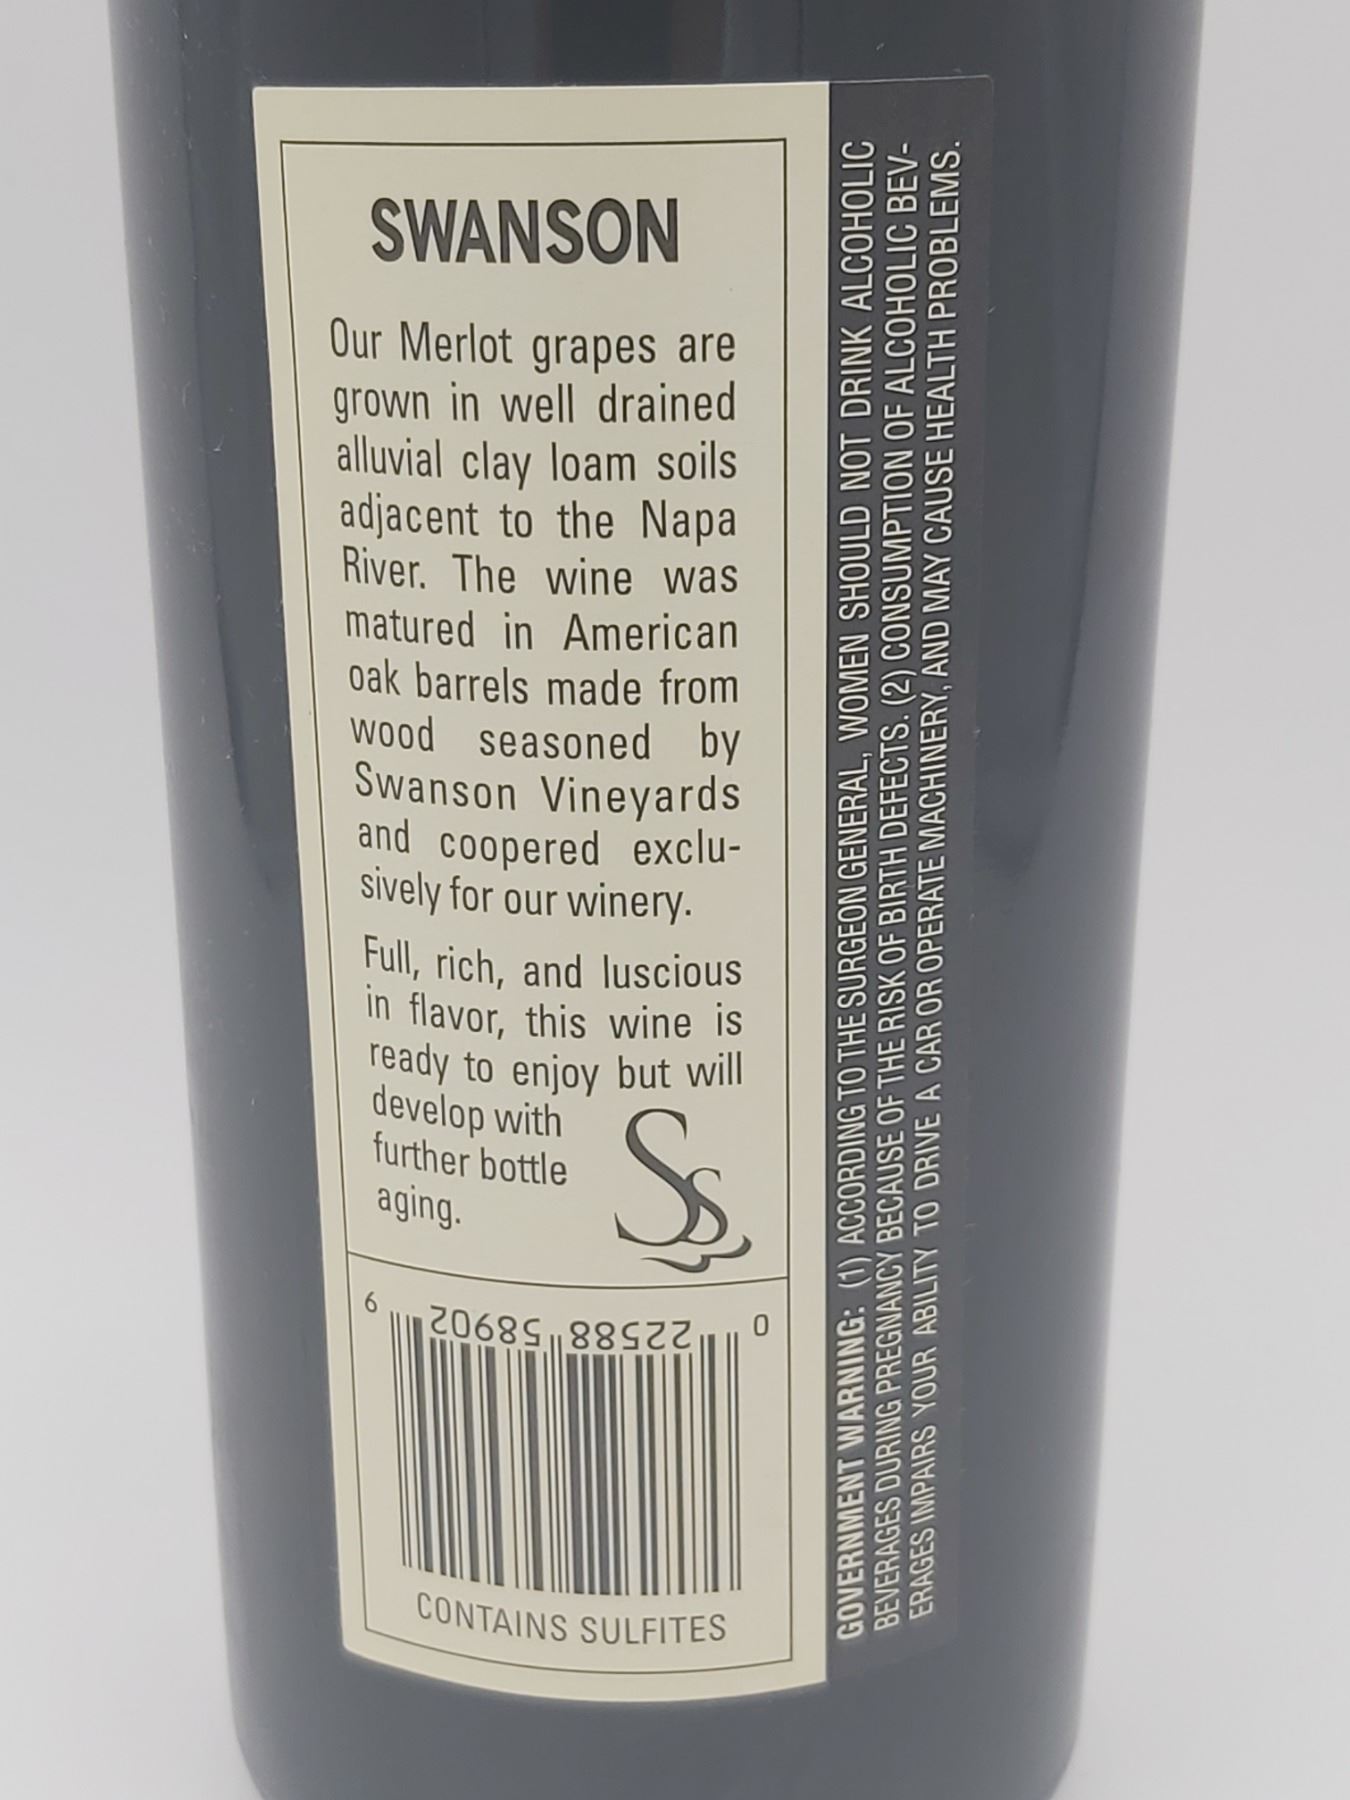 SWANSON
Our Merlot grapes are
grown in well drained
alluvial clay loam soils
adjacent to the Napa
River. The wine was
matured in American
oak barrels made from
wood seasoned by
Swanson Vineyards
and coopered exclu-
sively for our winery.
Full, rich, and luscious
in flavor, this wine is
ready to enjoy but will
develop with
further bottle
aging.
Ss
0 22588 58902 9
CONTAINS SULFITES
GOVERNMENT WARNING: (1) ACCORDING TO THE SURGEON GENERAL, WOMEN SHOULD NOT DRINK ALCOHOLIC
BEVERAGES DURING PREGNANCY BECAUSE OF THE RISK OF BIRTH DEFECTS. (2) CONSUMPTION OF ALCOHOLIC BEV-
ERAGES IMPAIRS YOUR ABILITY TO DRIVE A CAR OR OPERATE MACHINERY, AND MAY CAUSE HEALTH PROBLEMS.